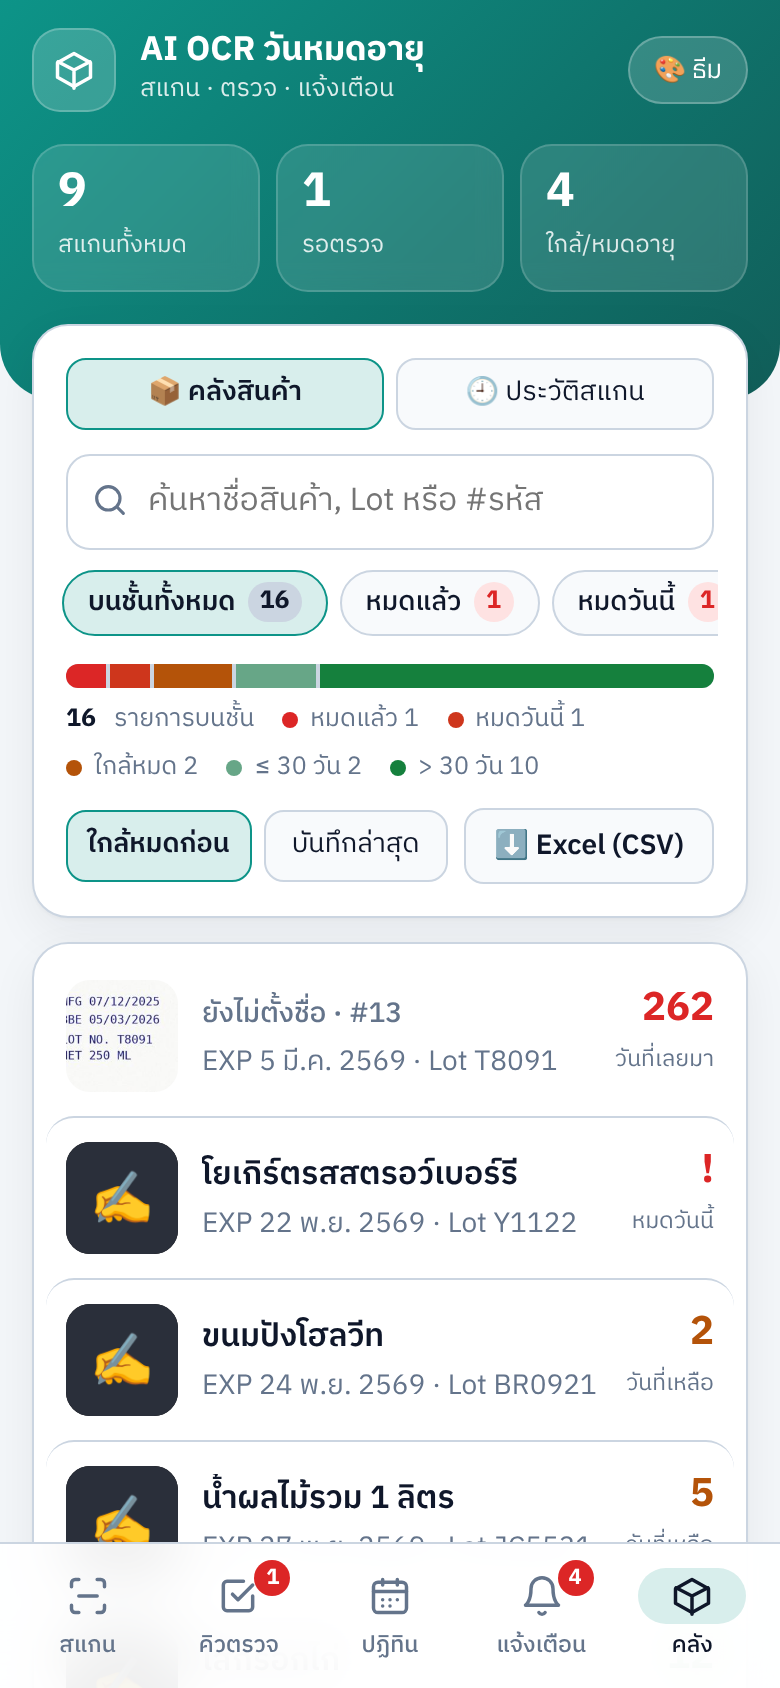 AI OCR วันหมดอายุ
สแกน · ตรวจ · แจ้งเตือน
ธีม
9
สแกนทั้งหมด
1
รอตรวจ
4
ใกล้/หมดอายุ
คลังสินค้า
ประวัติสแกน
ค้นหาชื่อสินค้า, Lot หรือ #รหัส
บนชั้นทั้งหมด 16
หมดแล้ว 1
หมดวันนี้ 1
16 รายการบนชั้น หมดแล้ว 1 หมดวันนี้ 1
ใกล้หมด 2 ≤ 30 วัน 2 > 30 วัน 10
ใกล้หมดก่อน
บันทึกล่าสุด
Excel (CSV)
FG 07/12/2025
BE 05/03/2026
OT NO. T8091
ET 250 ML
ยังไม่ตั้งชื่อ · #13
EXP 5 มี.ค. 2569 · Lot T8091
262
วันที่เลยมา
โยเกิร์ตรสสตรอว์เบอร์รี
EXP 22 พ.ย. 2569 · Lot Y1122
!
หมดวันนี้
ขนมปังโฮลวีท
EXP 24 พ.ย. 2569 · Lot BR0921
2
วันที่เหลือ
น้ำผลไม้รวม 1 ลิตร
5
สแกน
คิวตรวจ 1
ปฏิทิน
แจ้งเตือน 4
คลัง